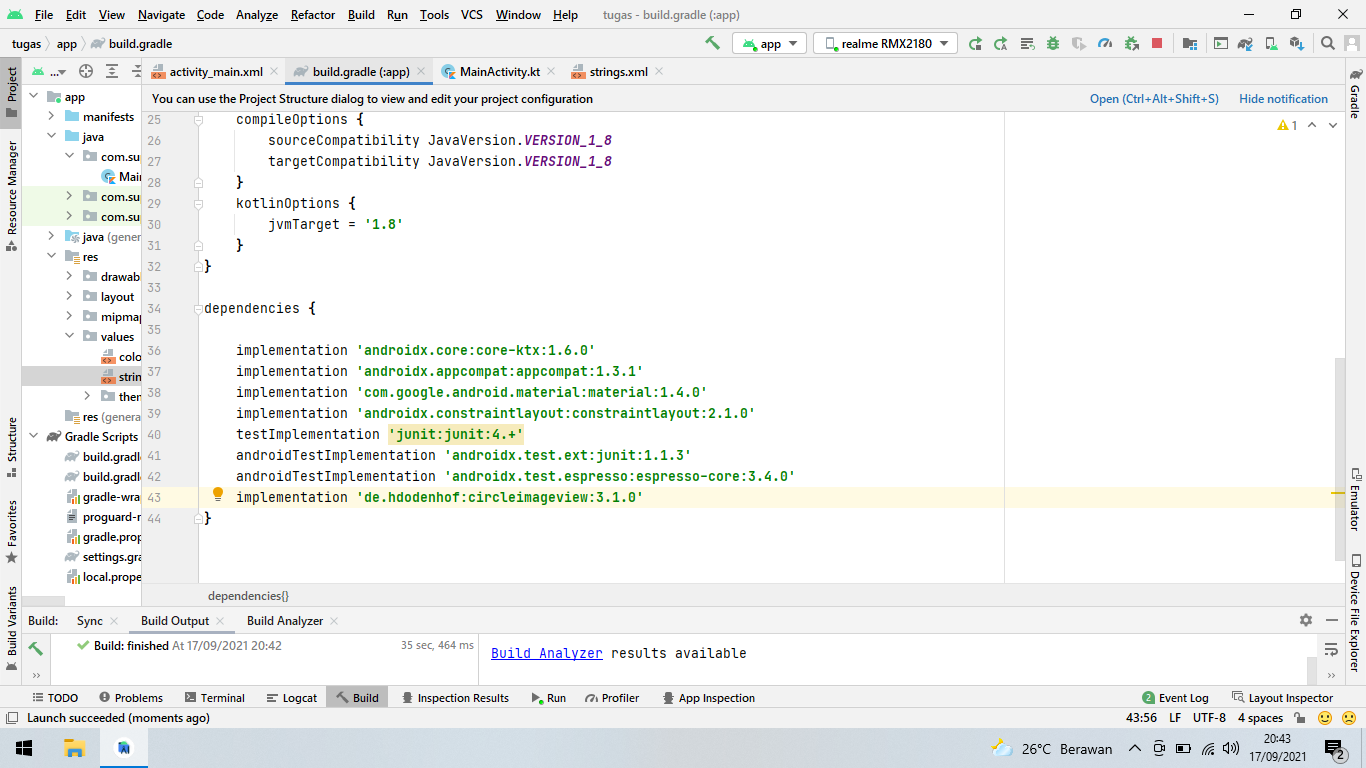 File Edit View Navigate Code Analyze Refactor Build Run Tools VCS Window Help tugas - build.gradle (:app)
tugas app build.gradle app realme RMX2180
Project ... activity_main.xml build.gradle (:app) MainActivity.kt strings.xml Gradle
You can use the Project Structure dialog to view and edit your project configuration Open (Ctrl+Alt+Shift+S) Hide notification
app
manifests
java
com.su
Mai
com.su
com.su
java (gener
res
drawab
layout
mipmap
values
colo
strin
then
res (genera
Gradle Scripts
build.gradle
build.gradle
gradle-wra
proguard-r
gradle.prop
settings.gra
local.prope
Resource Manager
Structure
Favorites
Build Variants
25 compileOptions {
26 sourceCompatibility JavaVersion.VERSION_1_8
27 targetCompatibility JavaVersion.VERSION_1_8
28 }
29 kotlinOptions {
30 jvmTarget = '1.8'
31 }
32 }
33
34 dependencies {
35
36 implementation 'androidx.core:core-ktx:1.6.0'
37 implementation 'androidx.appcompat:appcompat:1.3.1'
38 implementation 'com.google.android.material:material:1.4.0'
39 implementation 'androidx.constraintlayout:constraintlayout:2.1.0'
40 testImplementation 'junit:junit:4.+'
41 androidTestImplementation 'androidx.test.ext:junit:1.1.3'
42 androidTestImplementation 'androidx.test.espresso:espresso-core:3.4.0'
43 implementation 'de.hdodenhof:circleimageview:3.1.0'
44 }
1
Emulator
Device File Explorer
dependencies{}
Build: Sync Build Output Build Analyzer
Build: finished At 17/09/2021 20:42 35 sec, 464 ms
Build Analyzer results available
TODO Problems Terminal Logcat Build Inspection Results Run Profiler App Inspection 2 Event Log Layout Inspector
Launch succeeded (moments ago) 43:56 LF UTF-8 4 spaces
26°C Berawan
20:43
17/09/2021
2